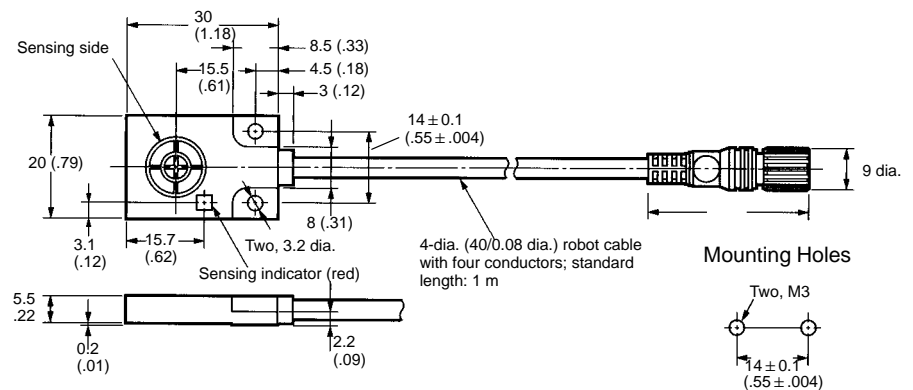 30
(1.18)
8.5 (.33)
Sensing side
15.5
(.61)
4.5 (.18)
3 (.12)
14 ± 0.1
(.55 ± .004)
20 (.79)
9 dia.
8 (.31)
3.1
(.12)
15.7
(.62)
Two, 3.2 dia.
Sensing indicator (red)
4-dia. (40/0.08 dia.) robot cable
with four conductors; standard
length: 1 m
Mounting Holes
Two, M3
5.5
.22
0.2
(.01)
2.2
(.09)
14 ± 0.1
(.55 ± .004)